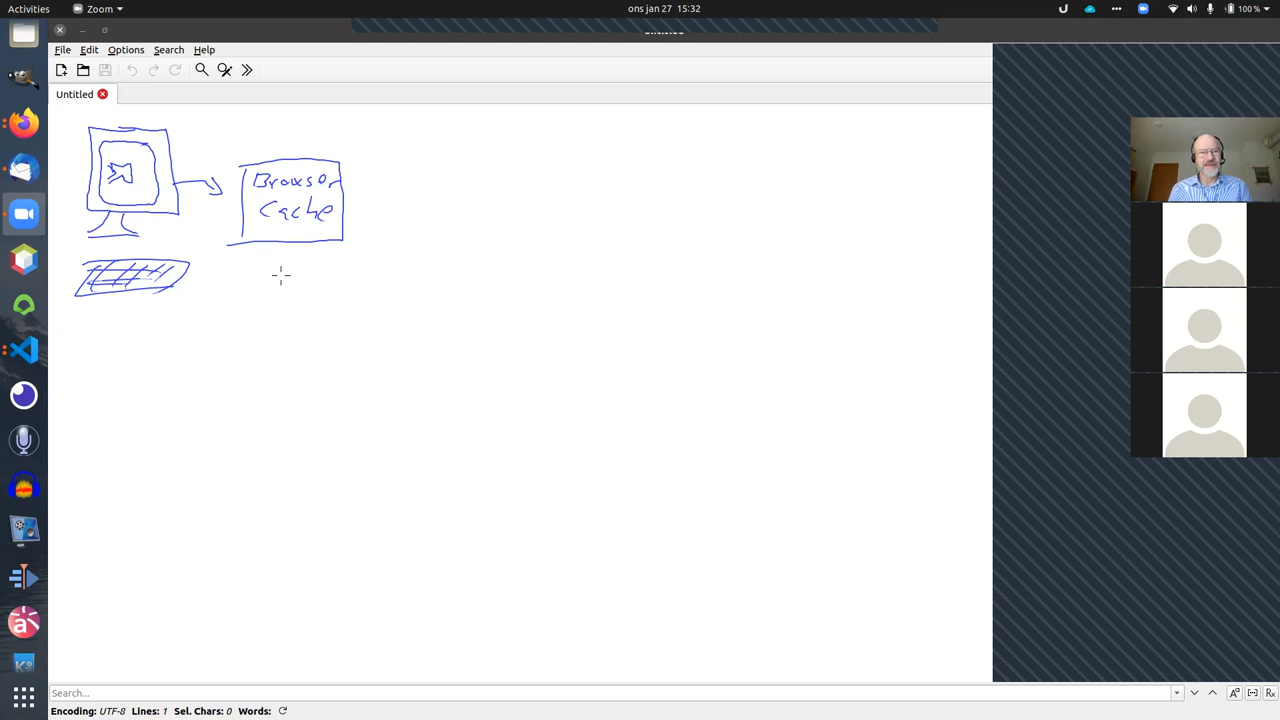 Activities Zoom ons jan 27 15:32 100 %
File Edit Options Search Help
Untitled
Browser
Cache
Search...
Encoding: UTF-8 Lines: 1 Sel. Chars: 0 Words: